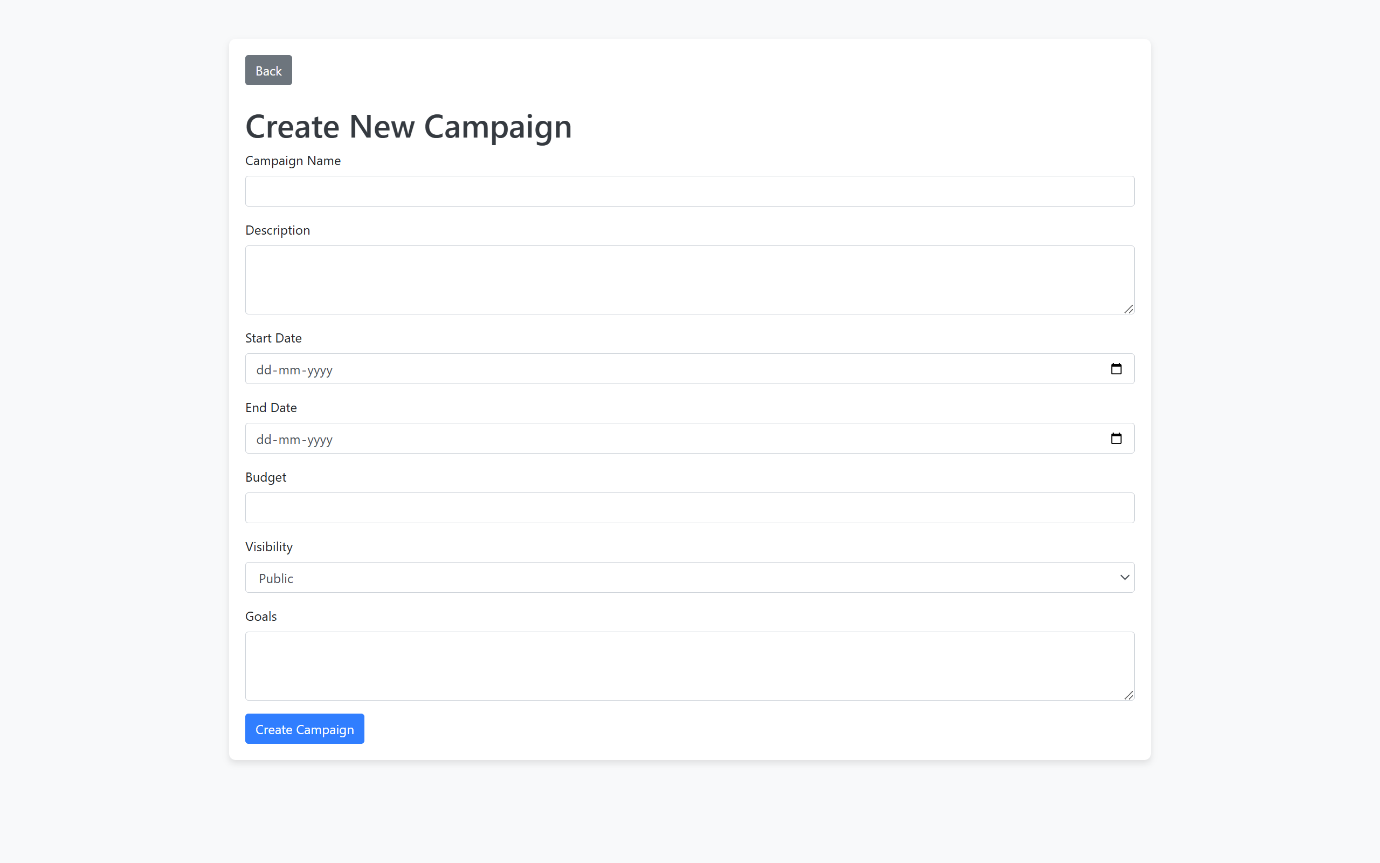 Back
Create New Campaign
Campaign Name
Description
Start Date
dd-mm-yyyy
End Date
dd-mm-yyyy
Budget
Visibility
Public
Goals
Create Campaign